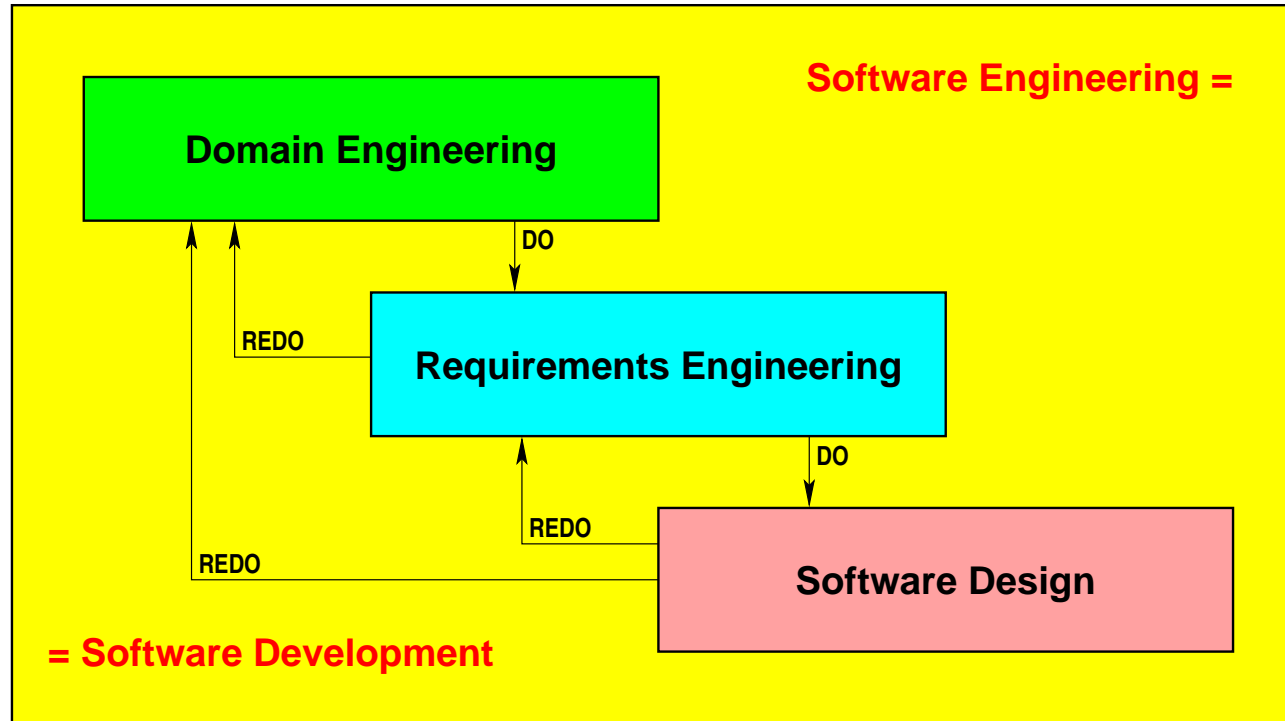 Software Engineering =
Domain Engineering
DO
REDO
Requirements Engineering
DO
REDO
REDO
Software Design
= Software Development